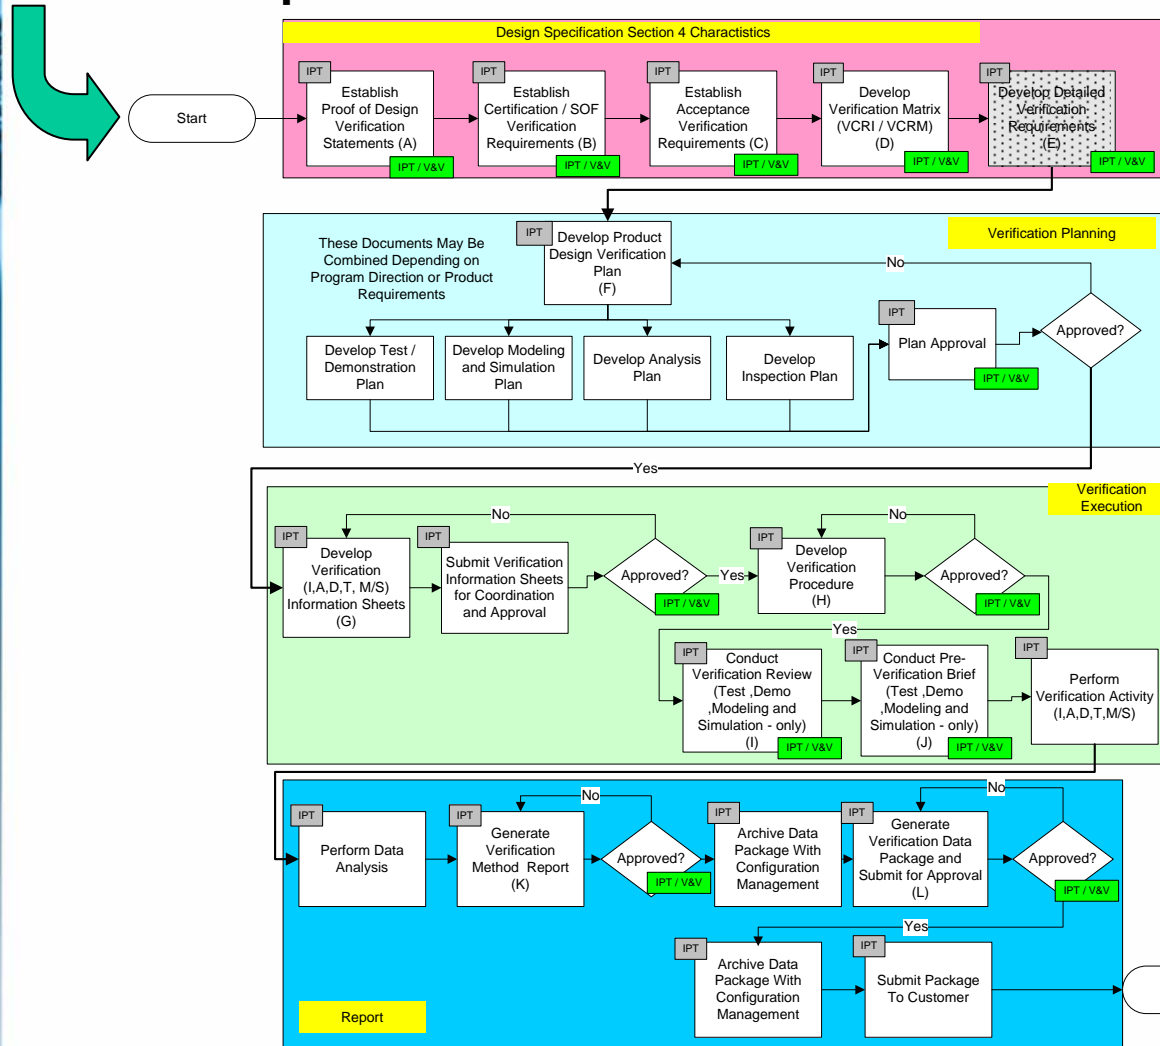 Design Specification Section 4 Charactistics
Start
IPT
Establish
Proof of Design
Verification
Statements (A)
IPT / V&V
IPT
Establish
Certification / SOF
Verification
Requirements (B)
IPT / V&V
IPT
Establish
Acceptance
Verification
Requirements (C)
IPT / V&V
IPT
Develop
Verification Matrix
(VCRI / VCRM)
(D)
IPT / V&V
IPT
Develop Detailed
Verification
Requirements
(E)
IPT / V&V
Verification Planning
These Documents May Be
Combined Depending on
Program Direction or Product
Requirements
IPT
Develop Product
Design Verification
Plan
(F)
No
Develop Test /
Demonstration
Plan
Develop Modeling
and Simulation
Plan
Develop Analysis
Plan
Develop
Inspection Plan
IPT
Plan Approval
IPT / V&V
Approved?
Yes
Verification
Execution
No
IPT
Develop
Verification
(I,A,D,T, M/S)
Information Sheets
(G)
IPT
Submit Verification
Information Sheets
for Coordination
and Approval
Approved?
IPT / V&V
Yes
No
IPT
Develop
Verification
Procedure
(H)
Approved?
IPT / V&V
Yes
IPT
Conduct
Verification Review
(Test ,Demo
,Modeling and
Simulation - only)
(I)
IPT / V&V
IPT
Conduct Pre-
Verification Brief
(Test ,Demo
,Modeling and
Simulation - only)
(J)
IPT / V&V
IPT
Perform
Verification Activity
(I,A,D,T,M/S)
IPT
Perform Data
Analysis
No
IPT
Generate
Verification
Method Report
(K)
Approved?
IPT / V&V
IPT
Archive Data
Package With
Configuration
Management
No
IPT
Generate
Verification Data
Package and
Submit for Approval
(L)
Approved?
IPT / V&V
Yes
IPT
Archive Data
Package With
Configuration
Management
IPT
Submit Package
To Customer
Report